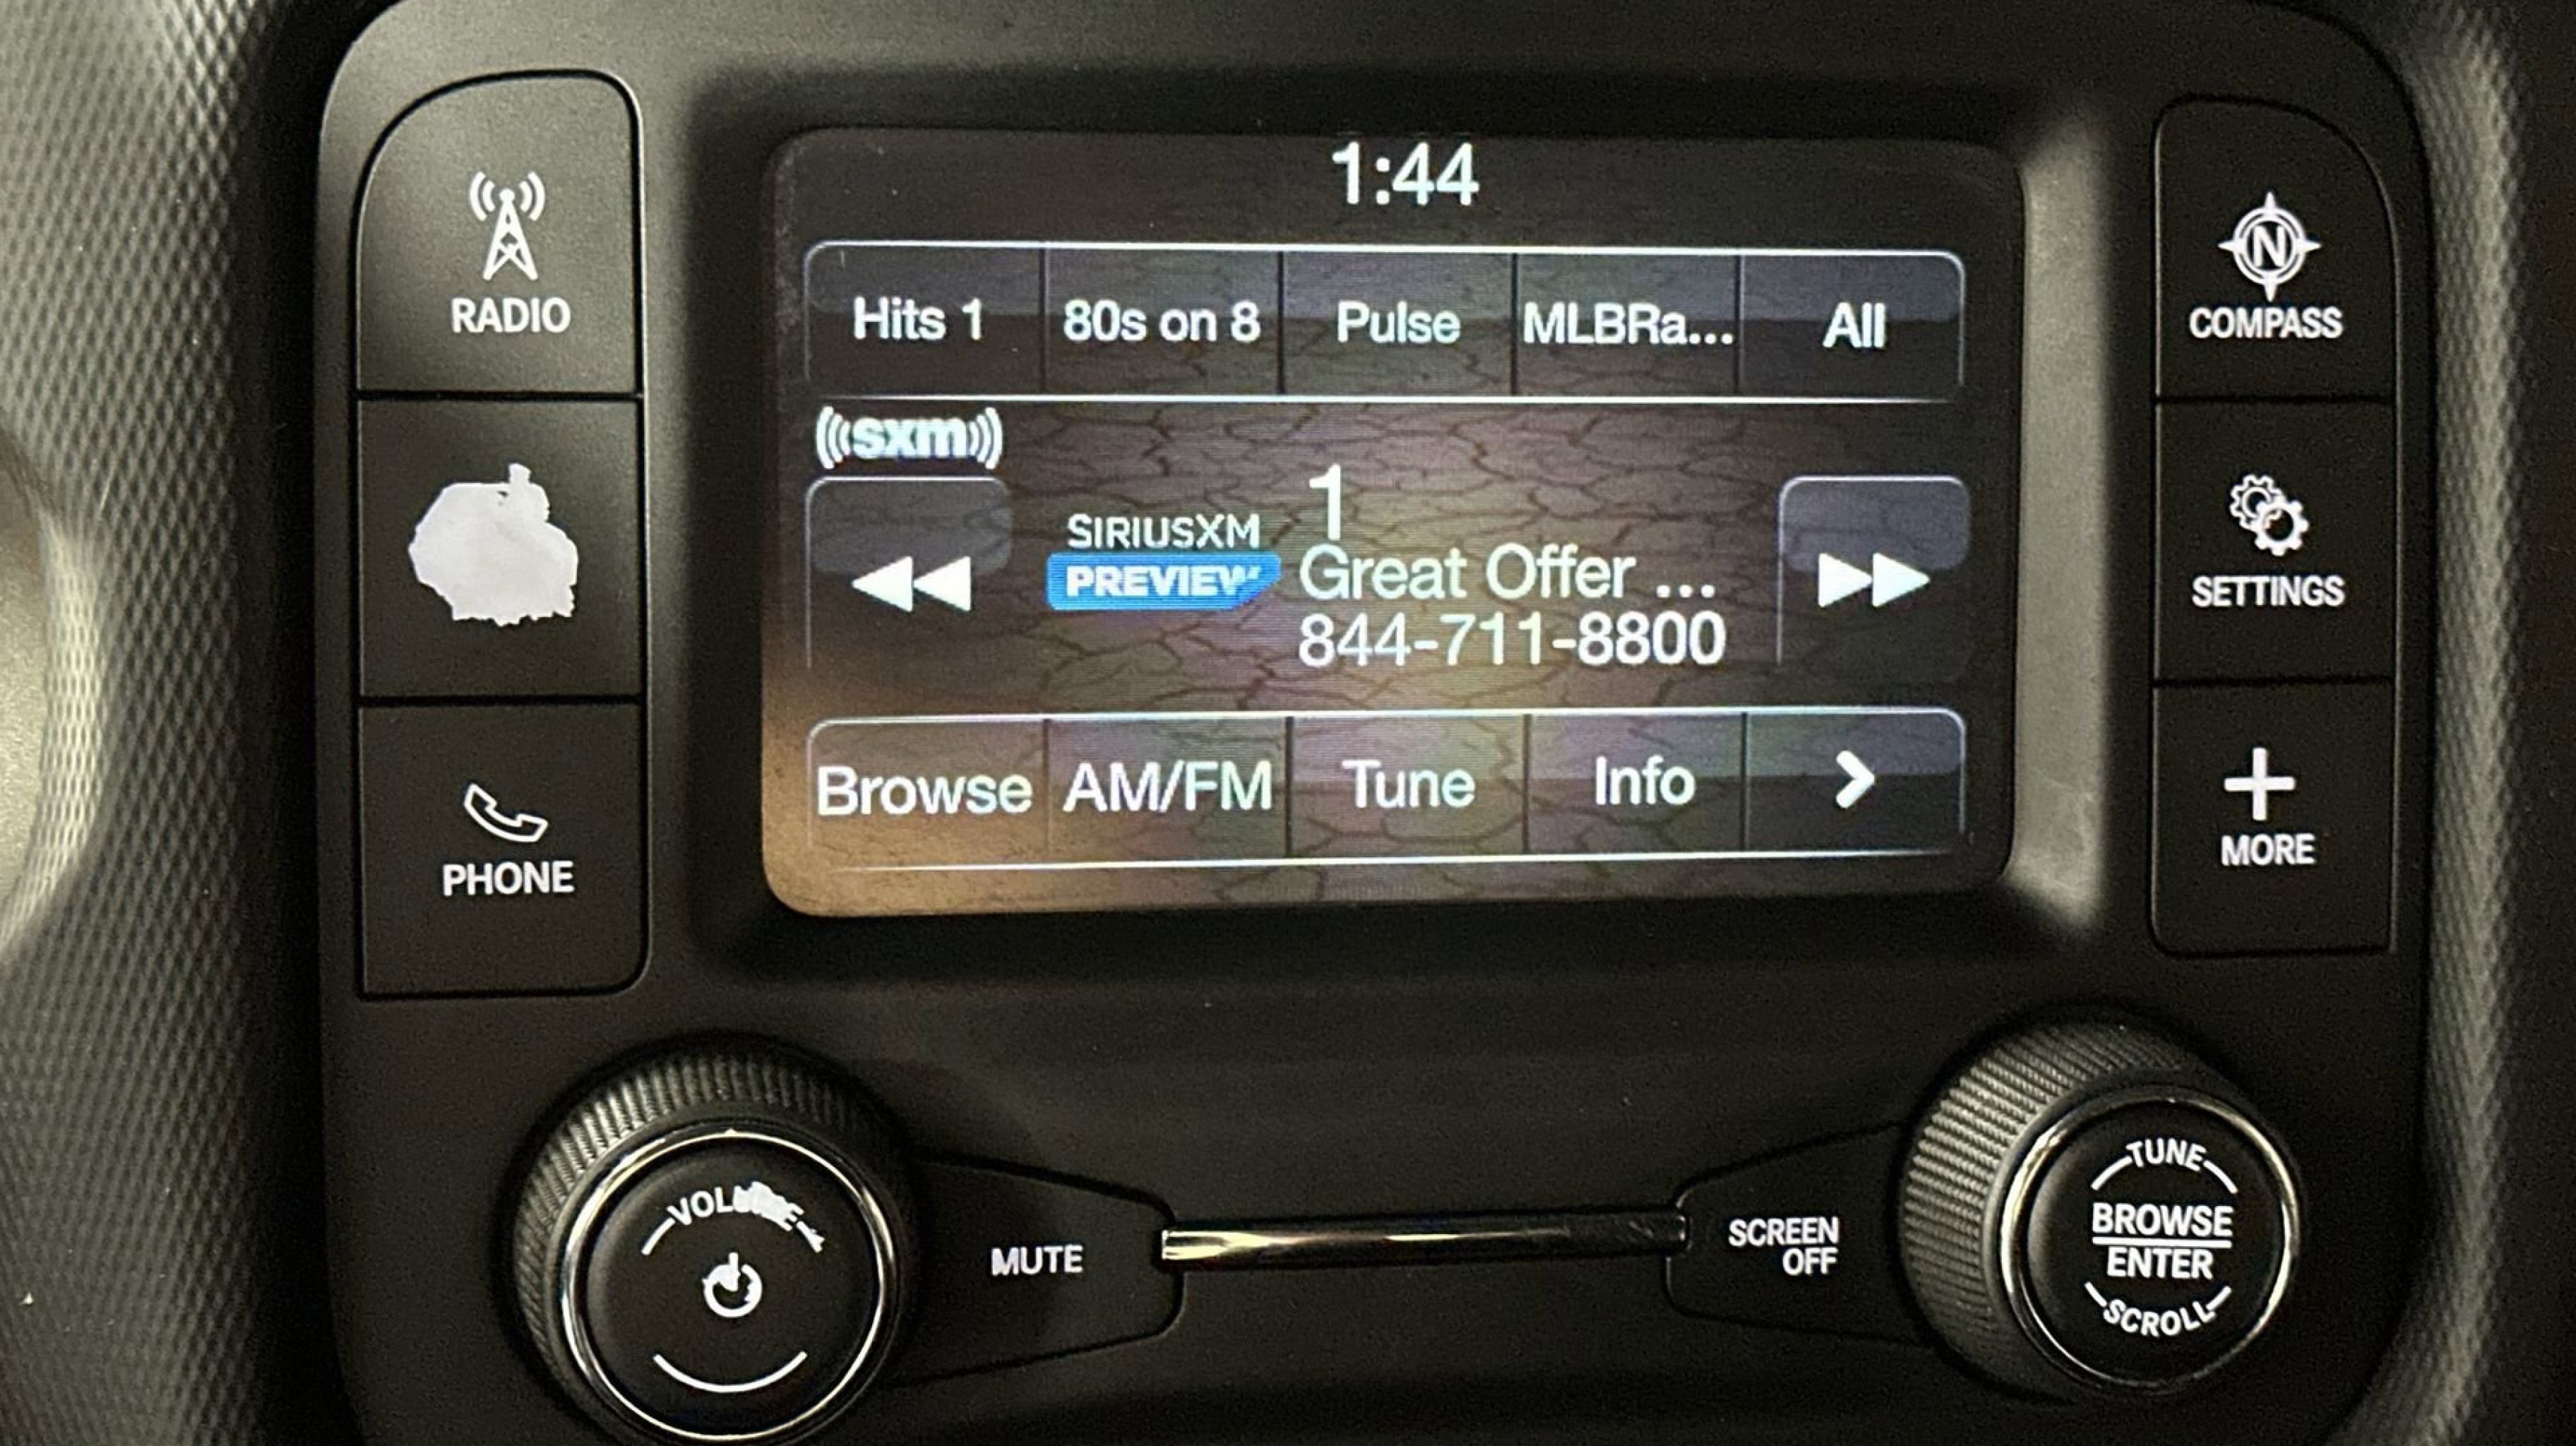 1:44
Hits 1
80s on 8
Pulse
MLBRa...
All
((sxm))
1
SIRIUSXM
PREVIEW
Great Offer ...
844-711-8800
Browse
AM/FM
Tune
Info
RADIO
PHONE
COMPASS
N
SETTINGS
MORE
MUTE
SCREEN
OFF
TUNE
BROWSE
ENTER
SCROLL